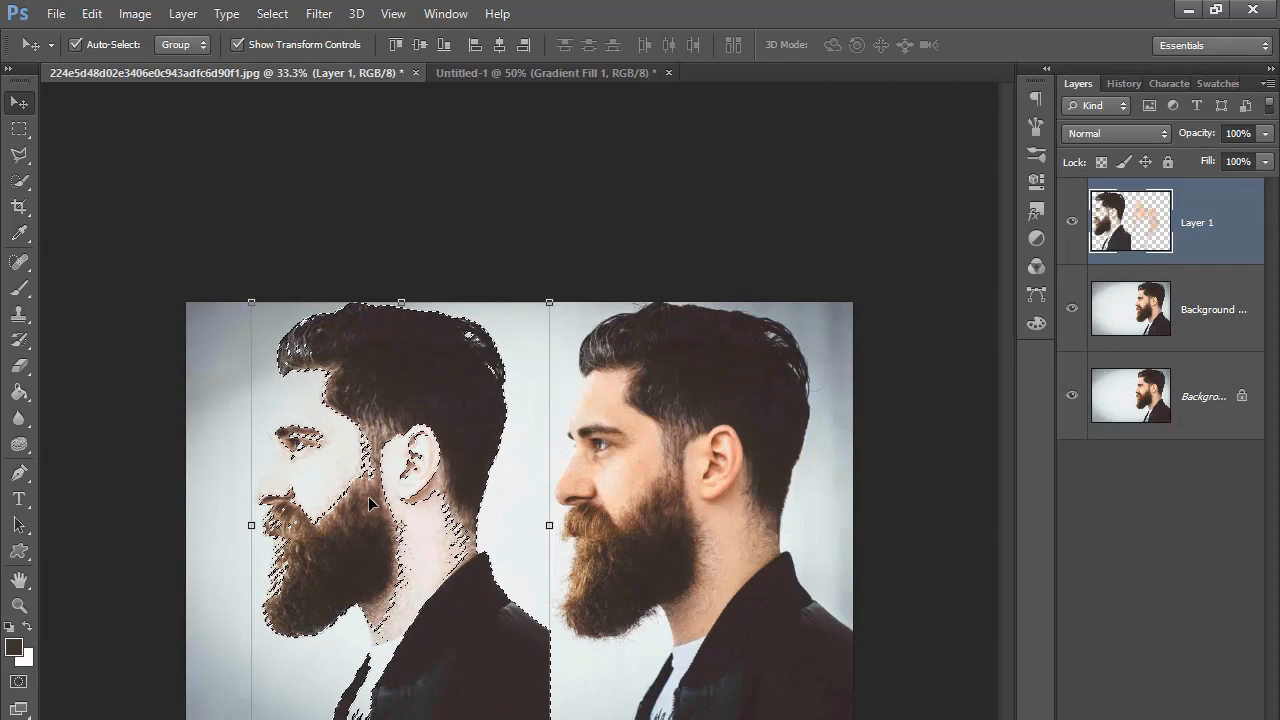 Ps File Edit Image Layer Type Select Filter 3D View Window Help
Auto-Select: Group Show Transform Controls 3D Mode: Essentials
224e5d48d02e3406e0c943adfc6d90f1.jpg @ 33.3% (Layer 1, RGB/8) * × Untitled-1 @ 50% (Gradient Fill 1, RGB/8) * ×
Layers History Characte Swatches
Kind
Normal Opacity: 100%
Lock: Fill: 100%
Layer 1
Background ...
Backgro...
T